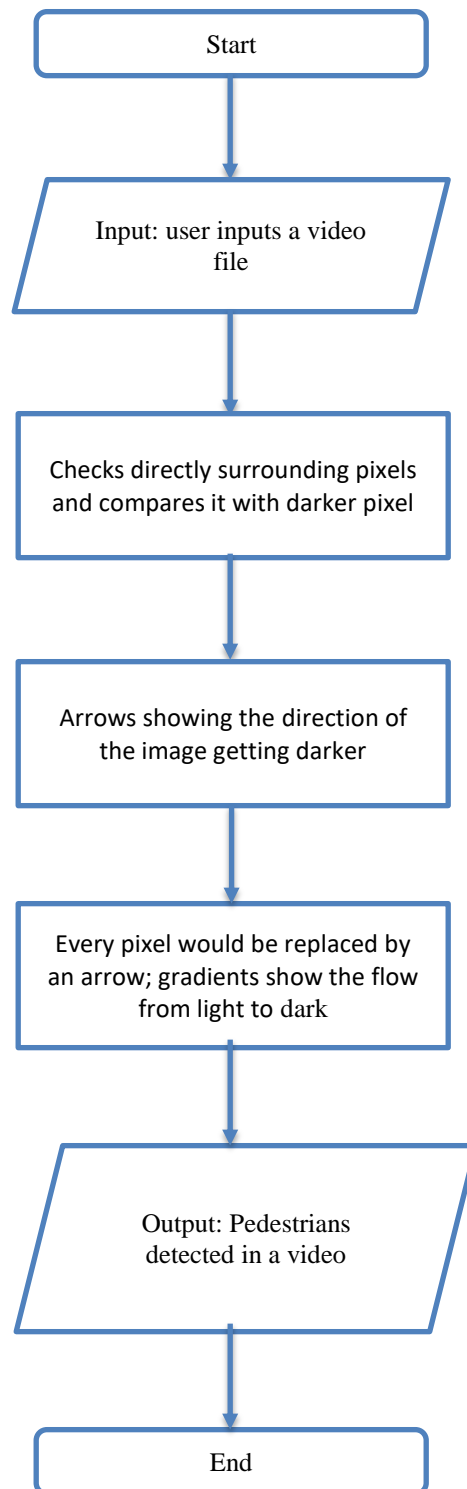 Start
Input: user inputs a video
file
Checks directly surrounding pixels
and compares it with darker pixel
Arrows showing the direction of
the image getting darker
Every pixel would be replaced by
an arrow; gradients show the flow
from light to dark
Output: Pedestrians
detected in a video
End